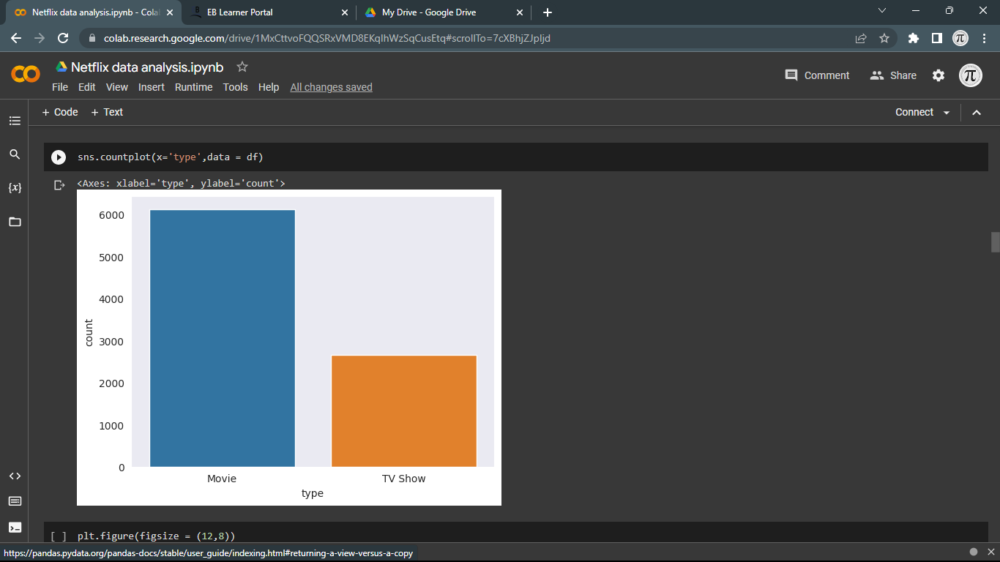 Netflix data analysis.ipynb - Cola
EB Learner Portal
My Drive - Google Drive
colab.research.google.com/drive/1MxCttvoFQQSRxVMD8EKqIhWzSqCusEtq#scrollTo=7cXBhjZJpIjd
Netflix data analysis.ipynb
File Edit View Insert Runtime Tools Help All changes saved
Comment Share
+ Code + Text
Connect
sns.countplot(x='type',data = df)
<Axes: xlabel='type', ylabel='count'>
6000
5000
4000
3000
2000
1000
0
count
Movie TV Show
type
[ ] plt.figure(figsize = (12,8))
https://pandas.pydata.org/pandas-docs/stable/user_guide/indexing.html#returning-a-view-versus-a-copy